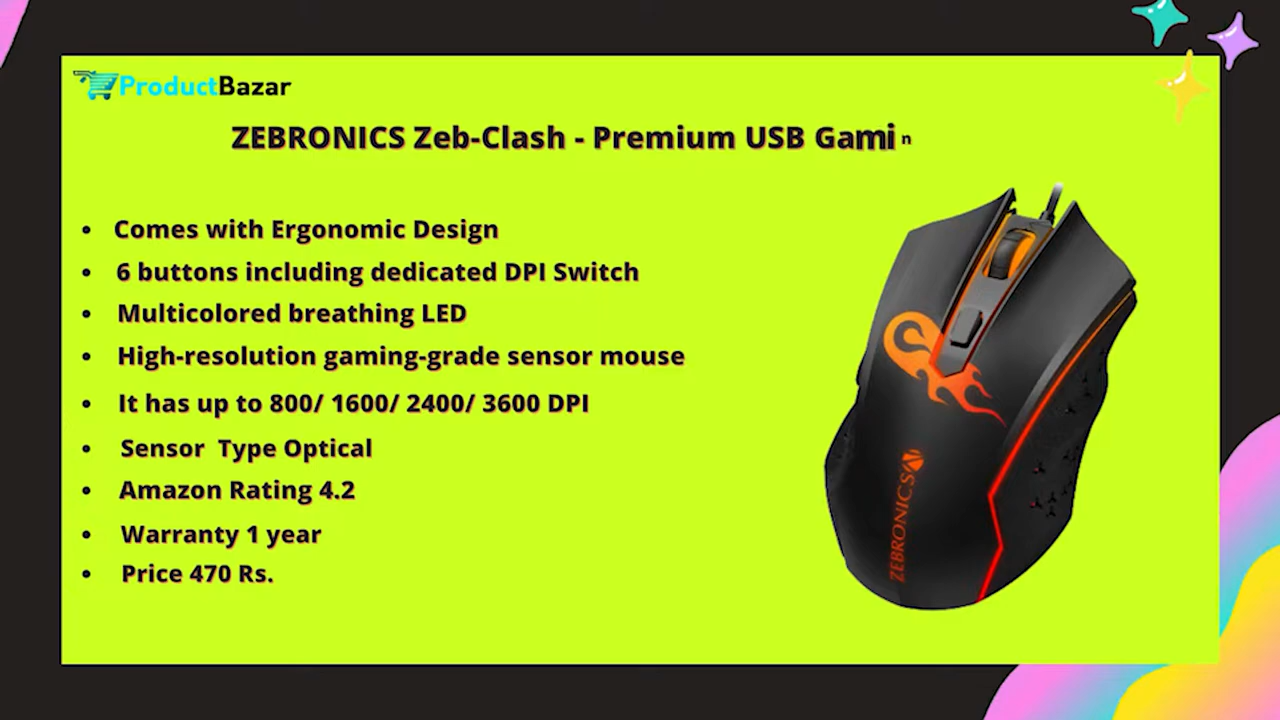 ProductBazar
ZEBRONICS Zeb-Clash - Premium USB Gamin
• Comes with Ergonomic Design
• 6 buttons including dedicated DPI Switch
• Multicolored breathing LED
• High-resolution gaming-grade sensor mouse
• It has up to 800/ 1600/ 2400/ 3600 DPI
• Sensor Type Optical
• Amazon Rating 4.2
• Warranty 1 year
• Price 470 Rs.
ZEBRONICS